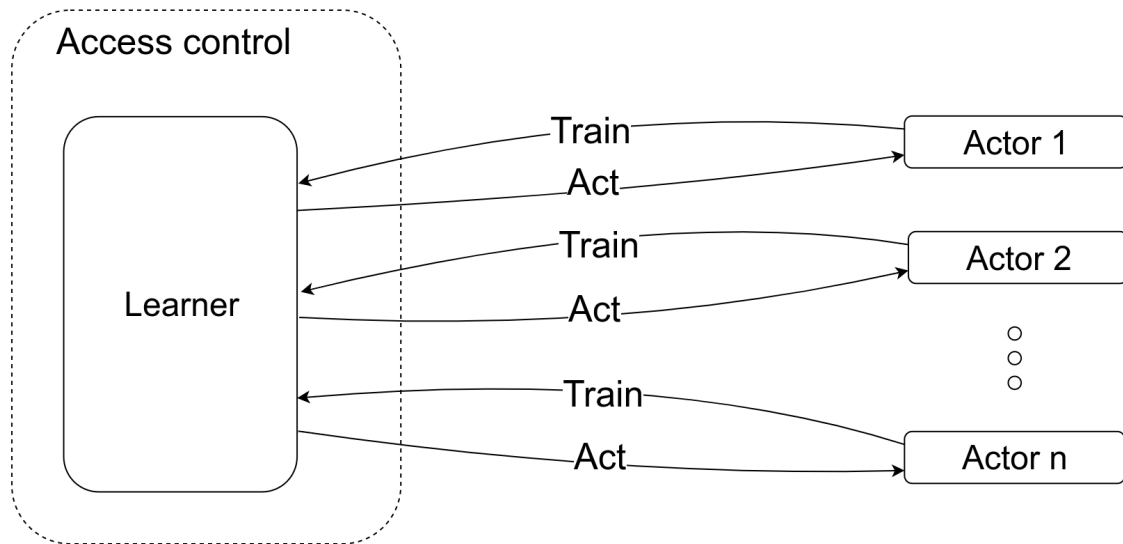 Access control
Train
Actor 1
Act
Train
Actor 2
Learner
Act
Train
Actor n
Act